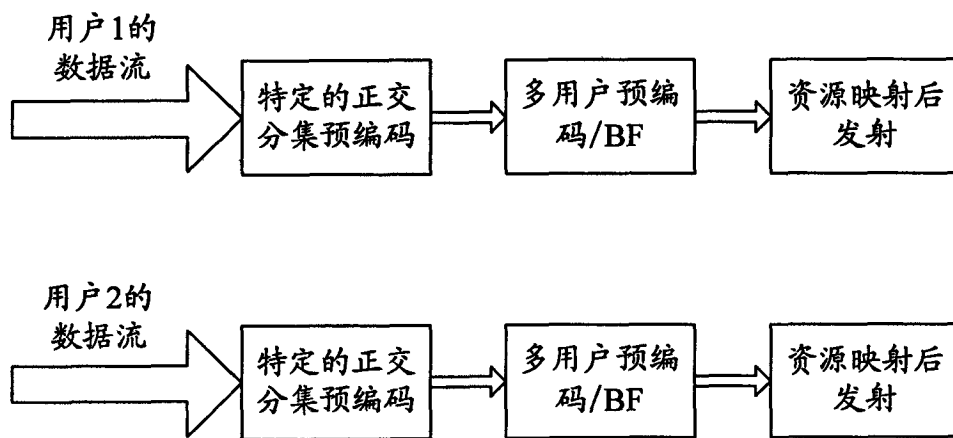 用户1的
数据流
特定的正交
分集预编码
多用户预编
码/BF
资源映射后
发射
用户2的
数据流
特定的正交
分集预编码
多用户预编
码/BF
资源映射后
发射